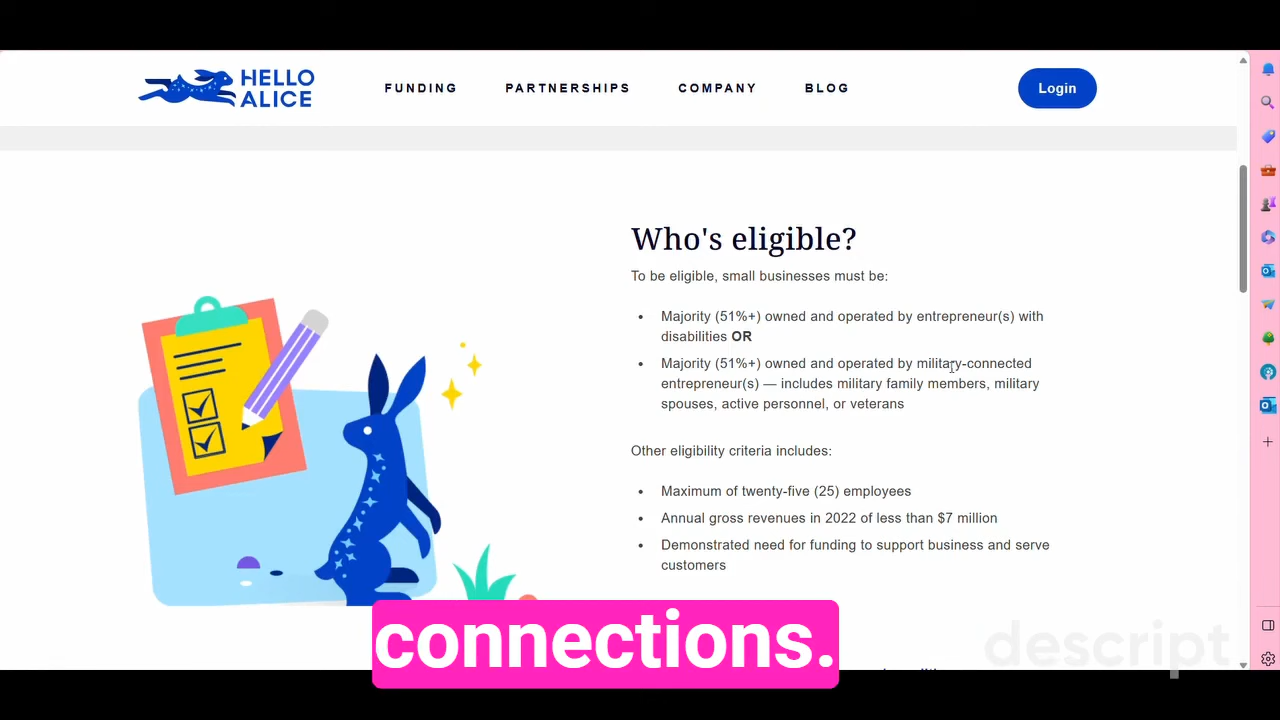 HELLO
ALICE
FUNDING
PARTNERSHIPS
COMPANY
BLOG
Login
Who's eligible?
To be eligible, small businesses must be:
• Majority (51%+) owned and operated by entrepreneur(s) with
disabilities OR
• Majority (51%+) owned and operated by military-connected
entrepreneur(s) — includes military family members, military
spouses, active personnel, or veterans
Other eligibility criteria includes:
• Maximum of twenty-five (25) employees
• Annual gross revenues in 2022 of less than $7 million
• Demonstrated need for funding to support business and serve
customers
connections.
descript